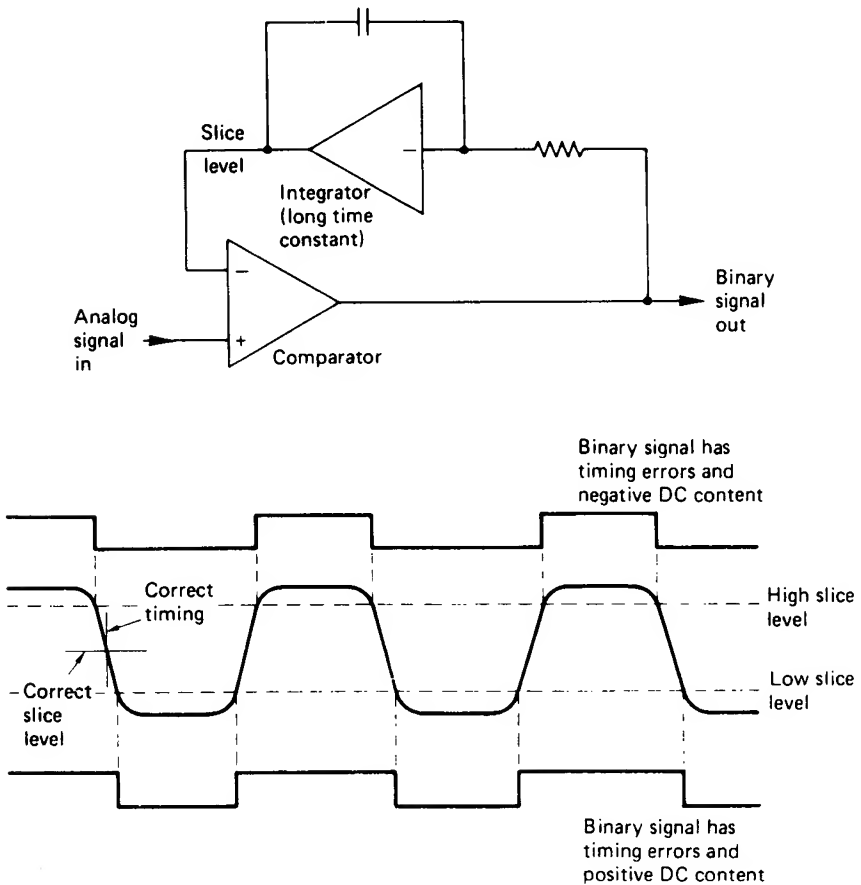 Slice
level
Integrator
(long time
constant)
−
−
+
Analog
signal
in
Comparator
Binary
signal
out
Binary signal has
timing errors and
negative DC content
Correct
timing
High slice
level
Correct
slice
level
Low slice
level
Binary signal has
timing errors and
positive DC content